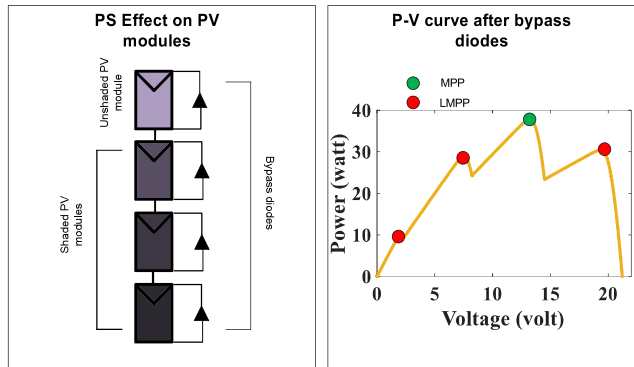 PS Effect on PV
modules
Unshaded PV
module
Shaded PV
modules
Bypass diodes
P-V curve after bypass
diodes
MPP
LMPP
Power (watt)
40
30
20
10
0
0
5
10
15
20
Voltage (volt)